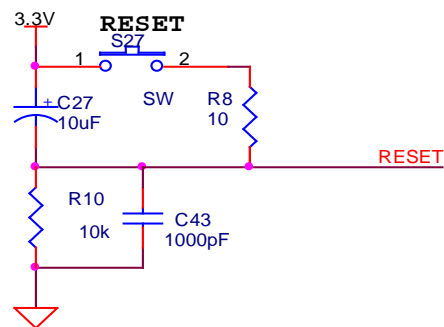 3.3V
RESET
S27
1
2
C27
10uF
+
SW
R8
10
RESET
R10
10k
C43
1000pF